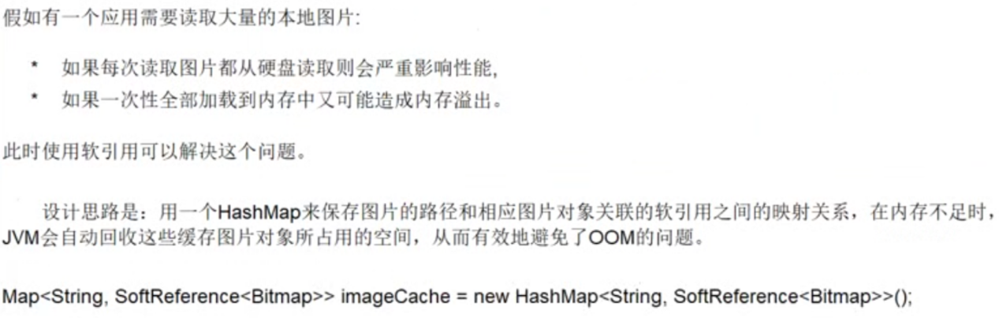 假如有一个应用需要读取大量的本地图片:
* 如果每次读取图片都从硬盘读取则会严重影响性能,
* 如果一次性全部加载到内存中又可能造成内存溢出。
此时使用软引用可以解决这个问题。
设计思路是：用一个HashMap来保存图片的路径和相应图片对象关联的软引用之间的映射关系，在内存不足时，
JVM会自动回收这些缓存图片对象所占用的空间，从而有效地避免了OOM的问题。
Map<String, SoftReference<Bitmap>> imageCache = new HashMap<String, SoftReference<Bitmap>>();